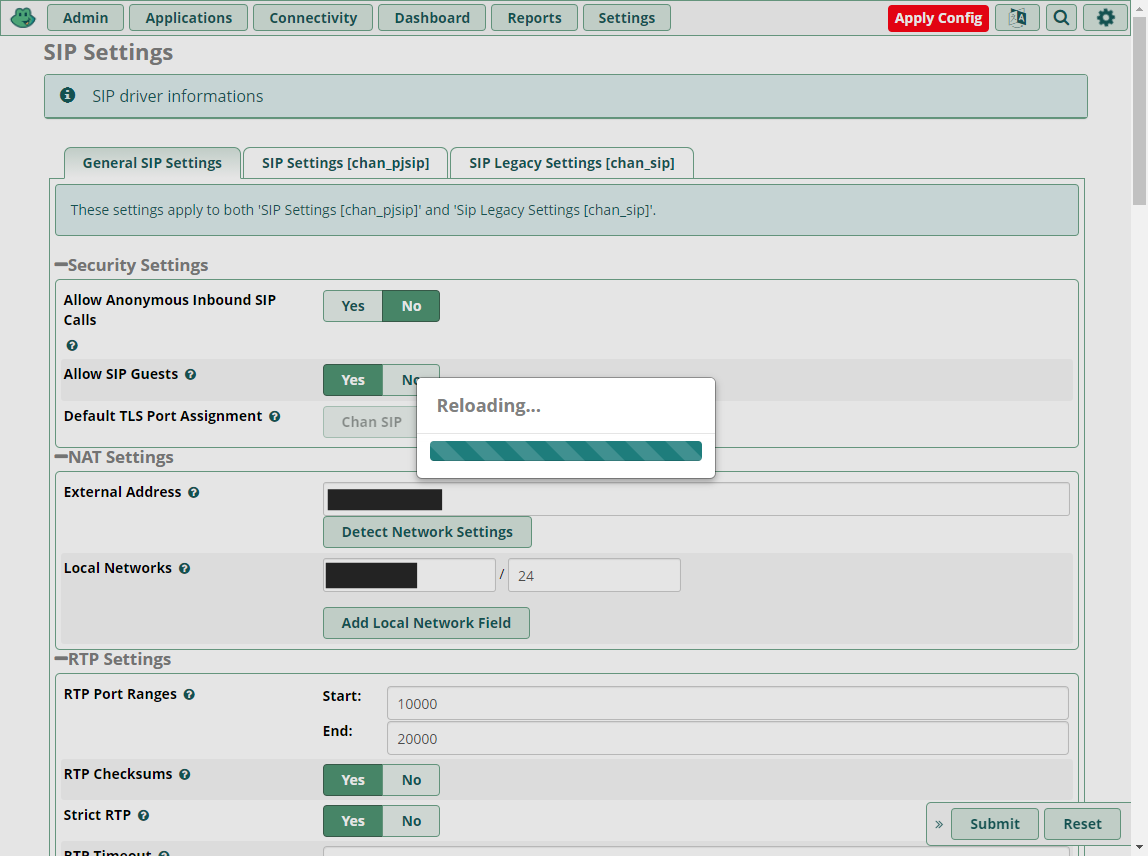 Admin Applications Connectivity Dashboard Reports Settings Apply Config
SIP Settings
SIP driver informations
General SIP Settings SIP Settings [chan_pjsip] SIP Legacy Settings [chan_sip]
These settings apply to both 'SIP Settings [chan_pjsip]' and 'Sip Legacy Settings [chan_sip]'.
Security Settings
Allow Anonymous Inbound SIP
Calls
Yes No
Allow SIP Guests Yes No
Reloading...
Default TLS Port Assignment Chan SIP
NAT Settings
External Address
Detect Network Settings
Local Networks / 24
Add Local Network Field
RTP Settings
RTP Port Ranges Start: 10000
End: 20000
RTP Checksums Yes No
Strict RTP Yes No
» Submit Reset
RTP Timeout